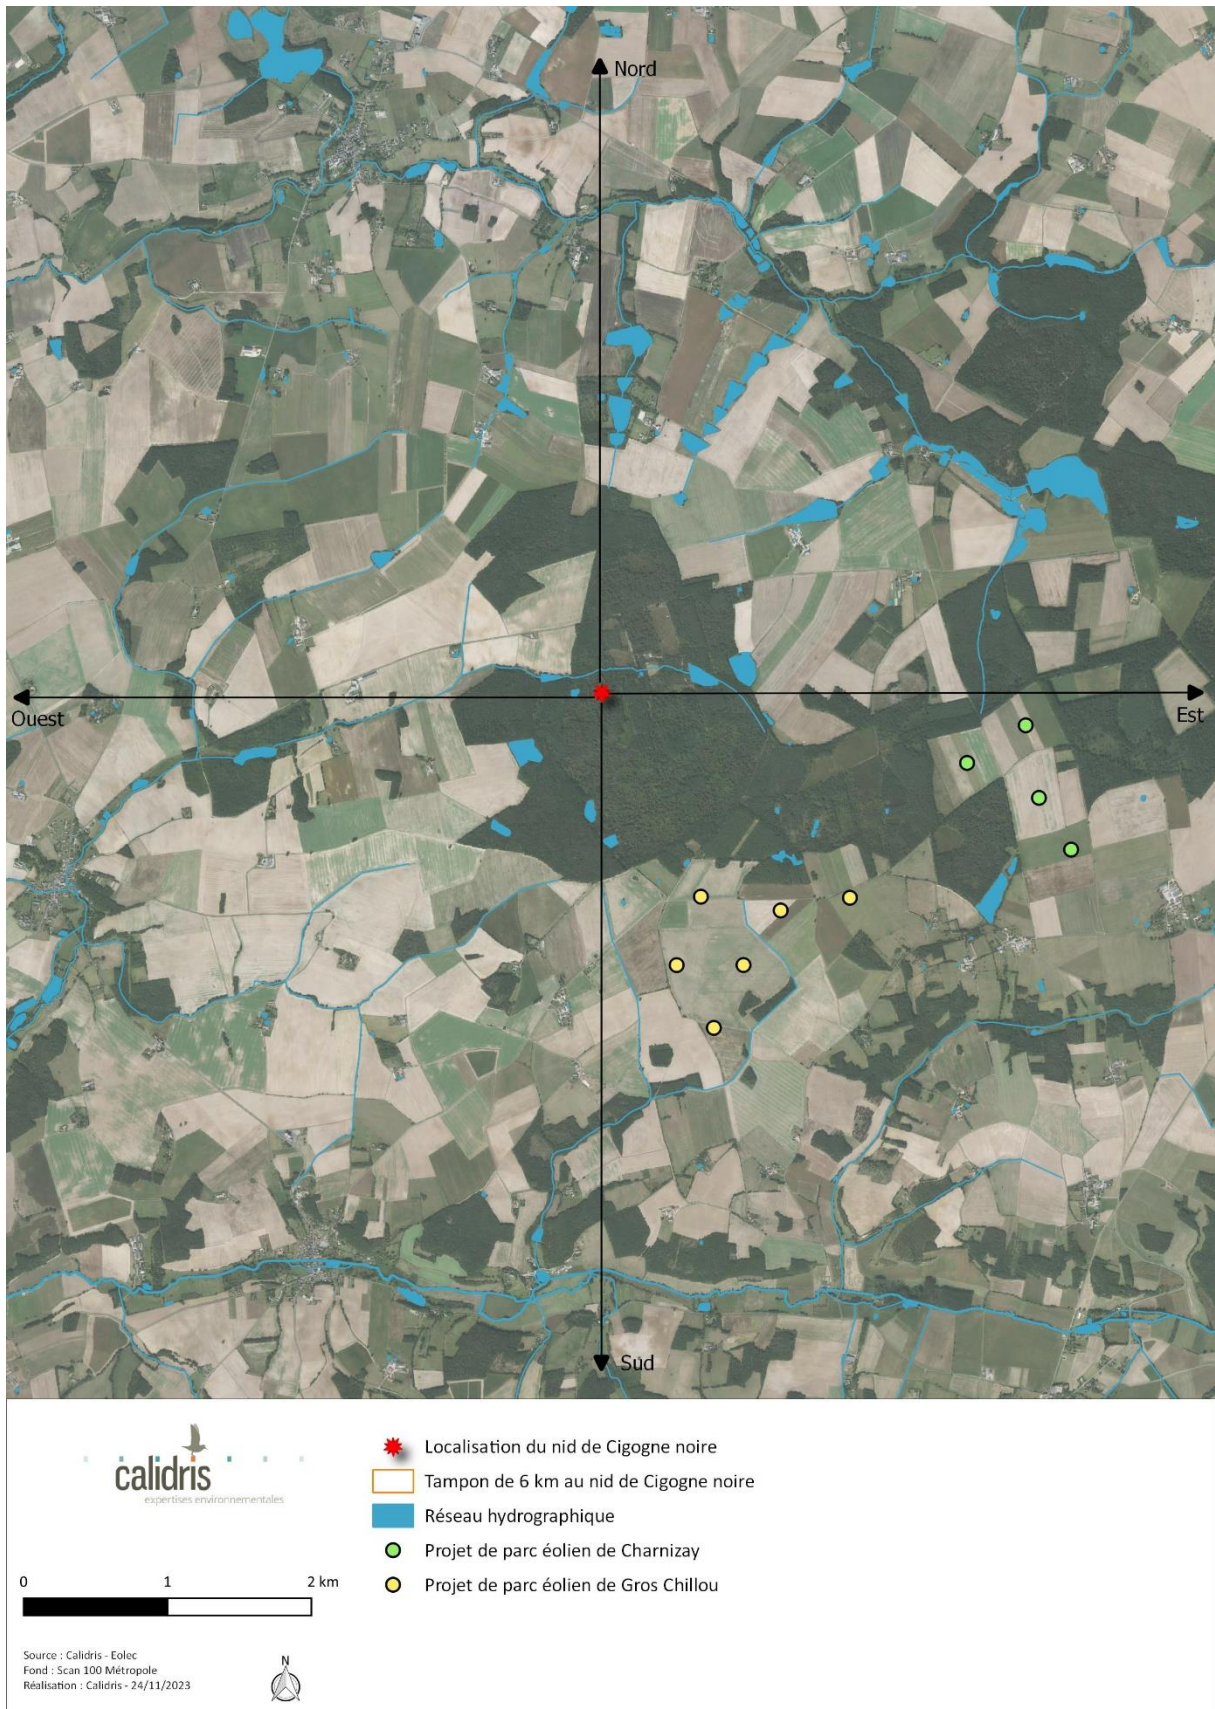 Nord
Ouest
Est
Sud
calidris
expertises environnementales
Localisation du nid de Cigogne noire
Tampon de 6 km au nid de Cigogne noire
Réseau hydrographique
Projet de parc éolien de Charnizay
Projet de parc éolien de Gros Chillou
0 1 2 km
Source : Calidris - Eolec
Fond : Scan 100 Métropole
Réalisation : Calidris - 24/11/2023
N